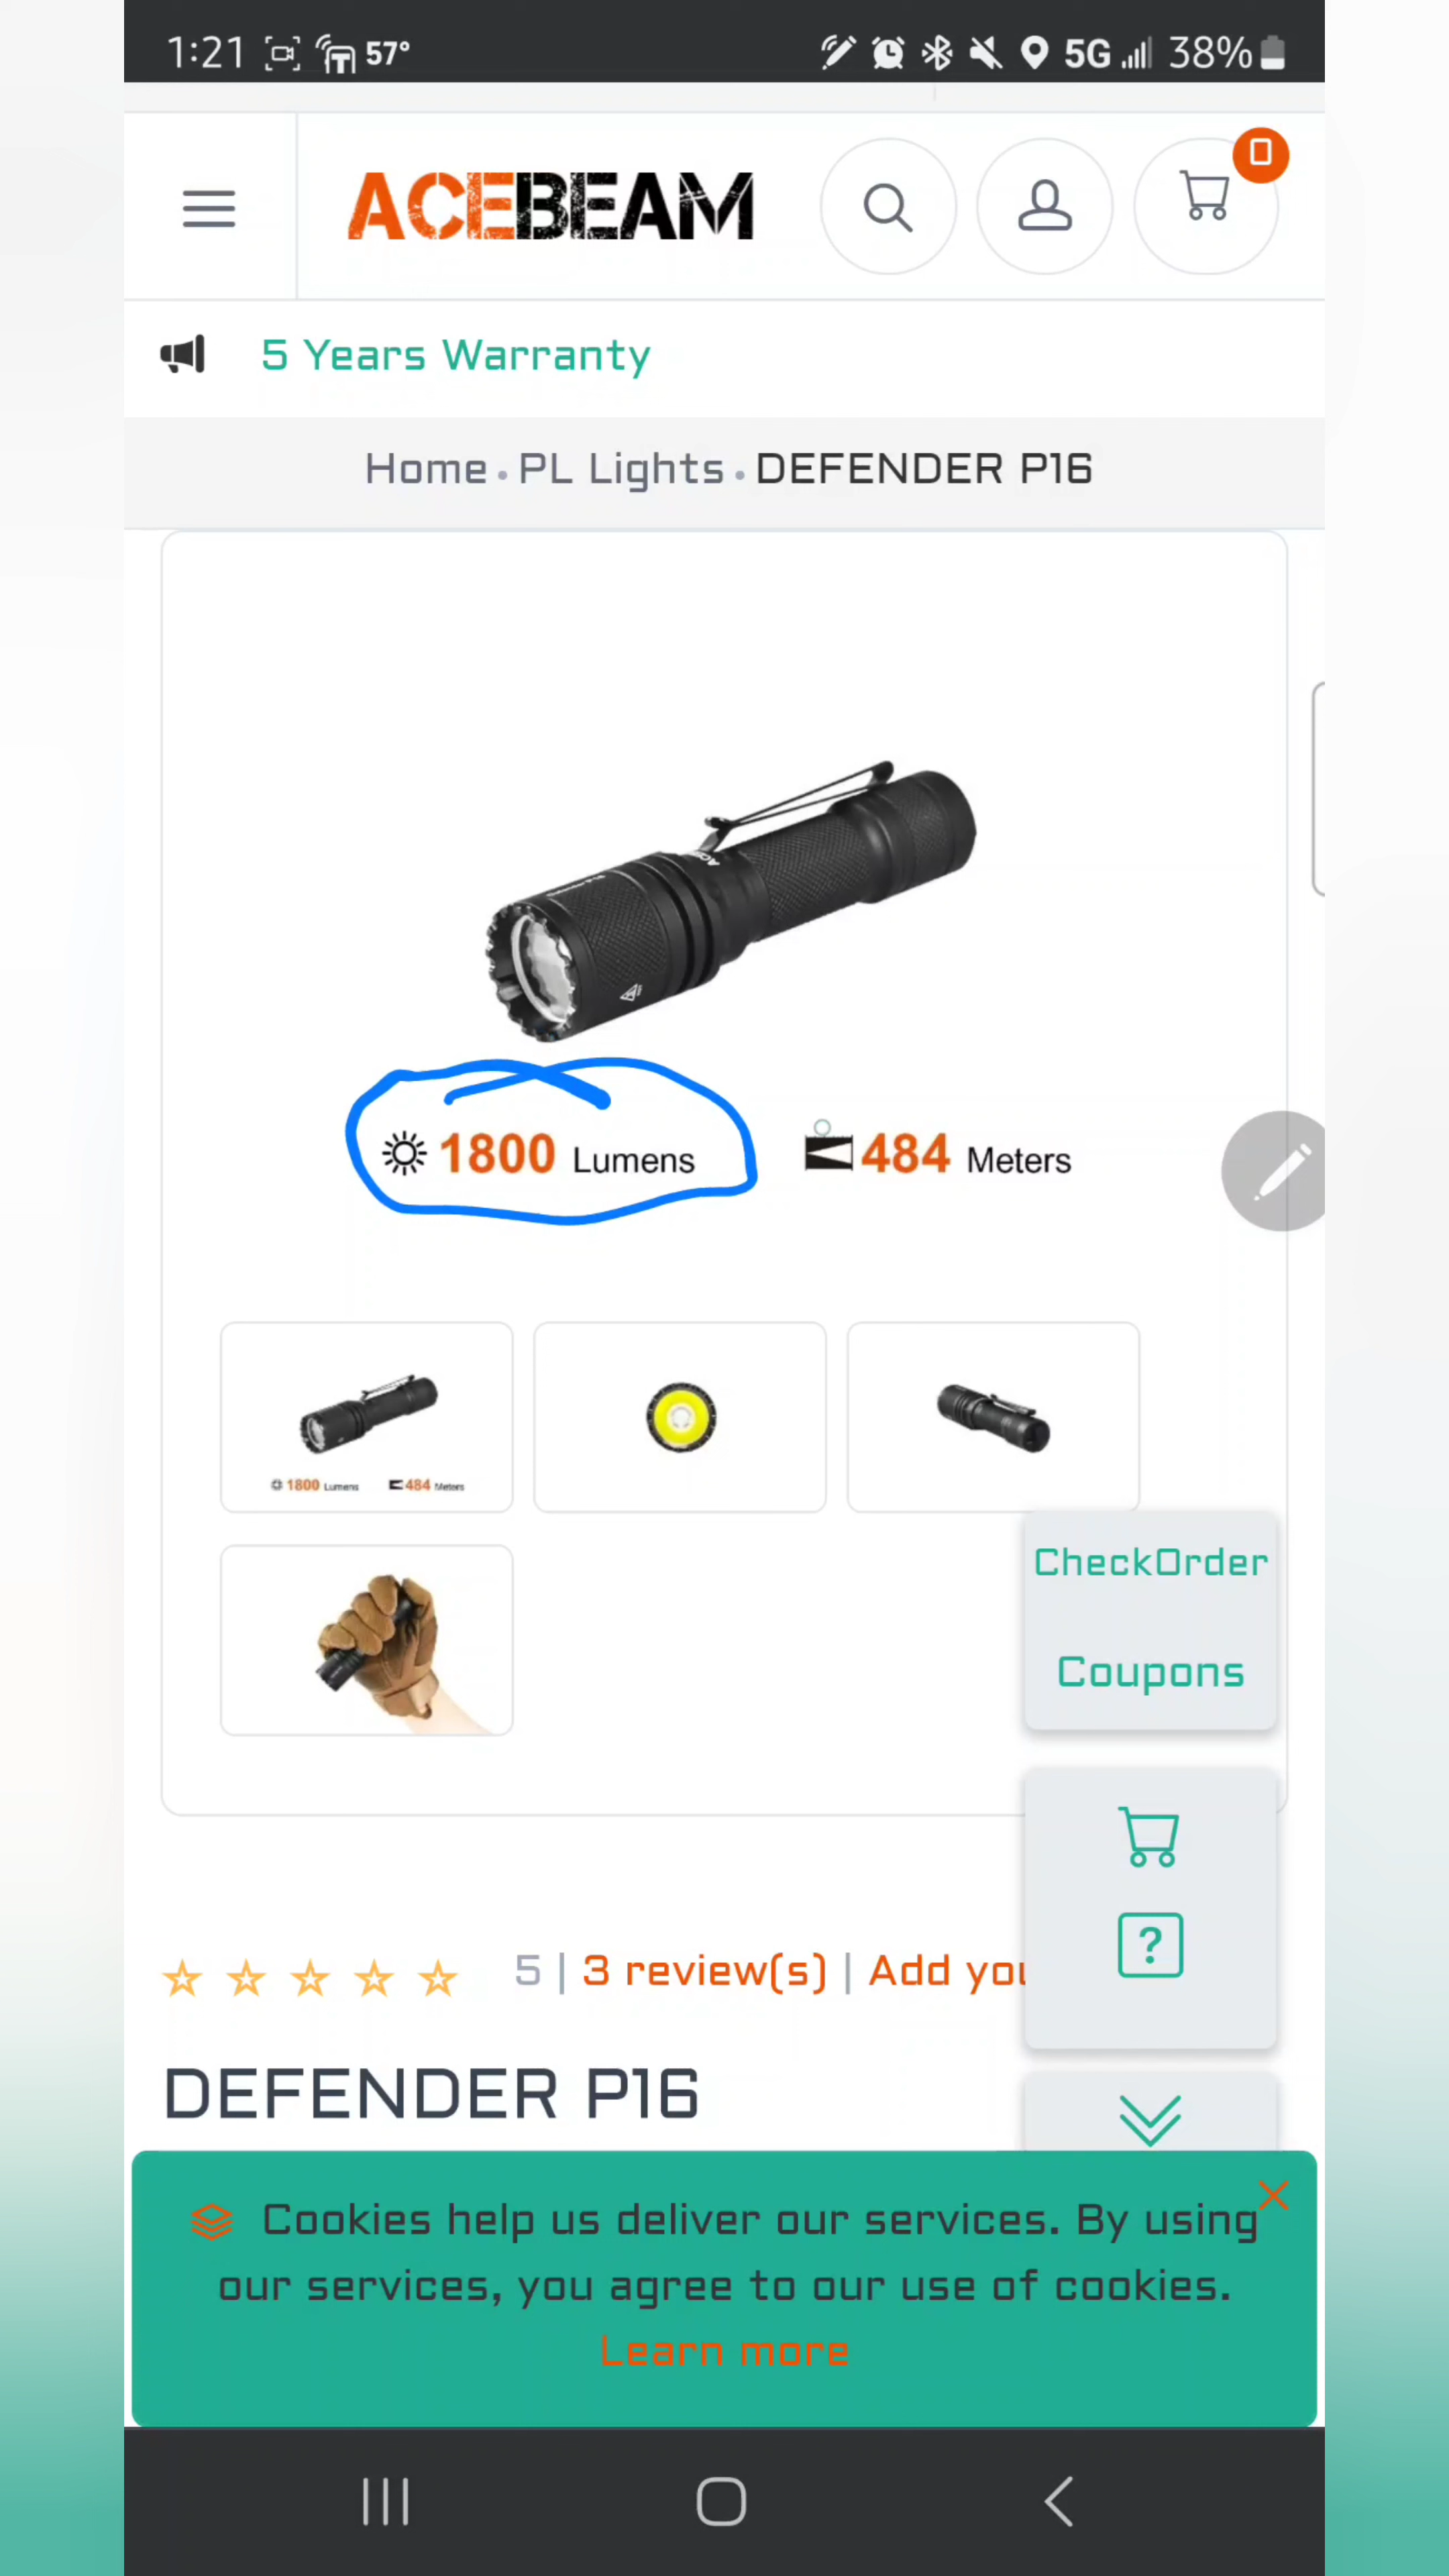 1:21 57° 5G 38%
ACEBEAM
0
5 Years Warranty
Home • PL Lights • DEFENDER P16
1800 Lumens 484 Meters
1800 Lumens 484 Meters
CheckOrder
Coupons
?
5 | 3 review(s) | Add you
DEFENDER P16
Cookies help us deliver our services. By using
our services, you agree to our use of cookies.
Learn more